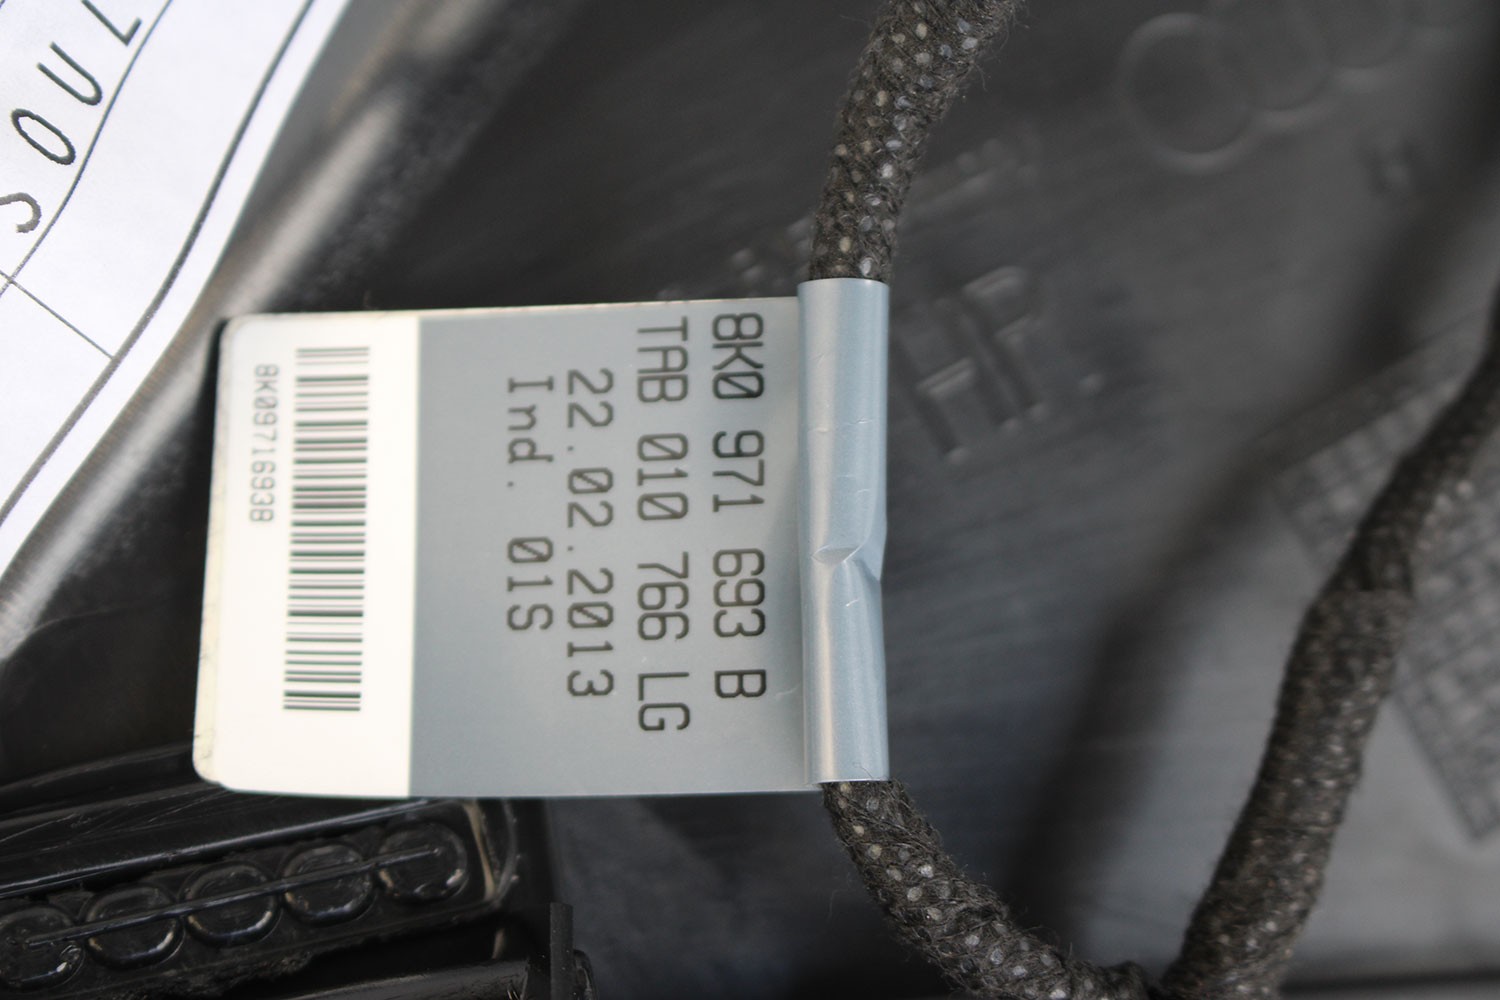 8K0 971 693 B
TAB 010 766 LG
22.02.2013
Ind. 01S
8K0971693B
SOUL